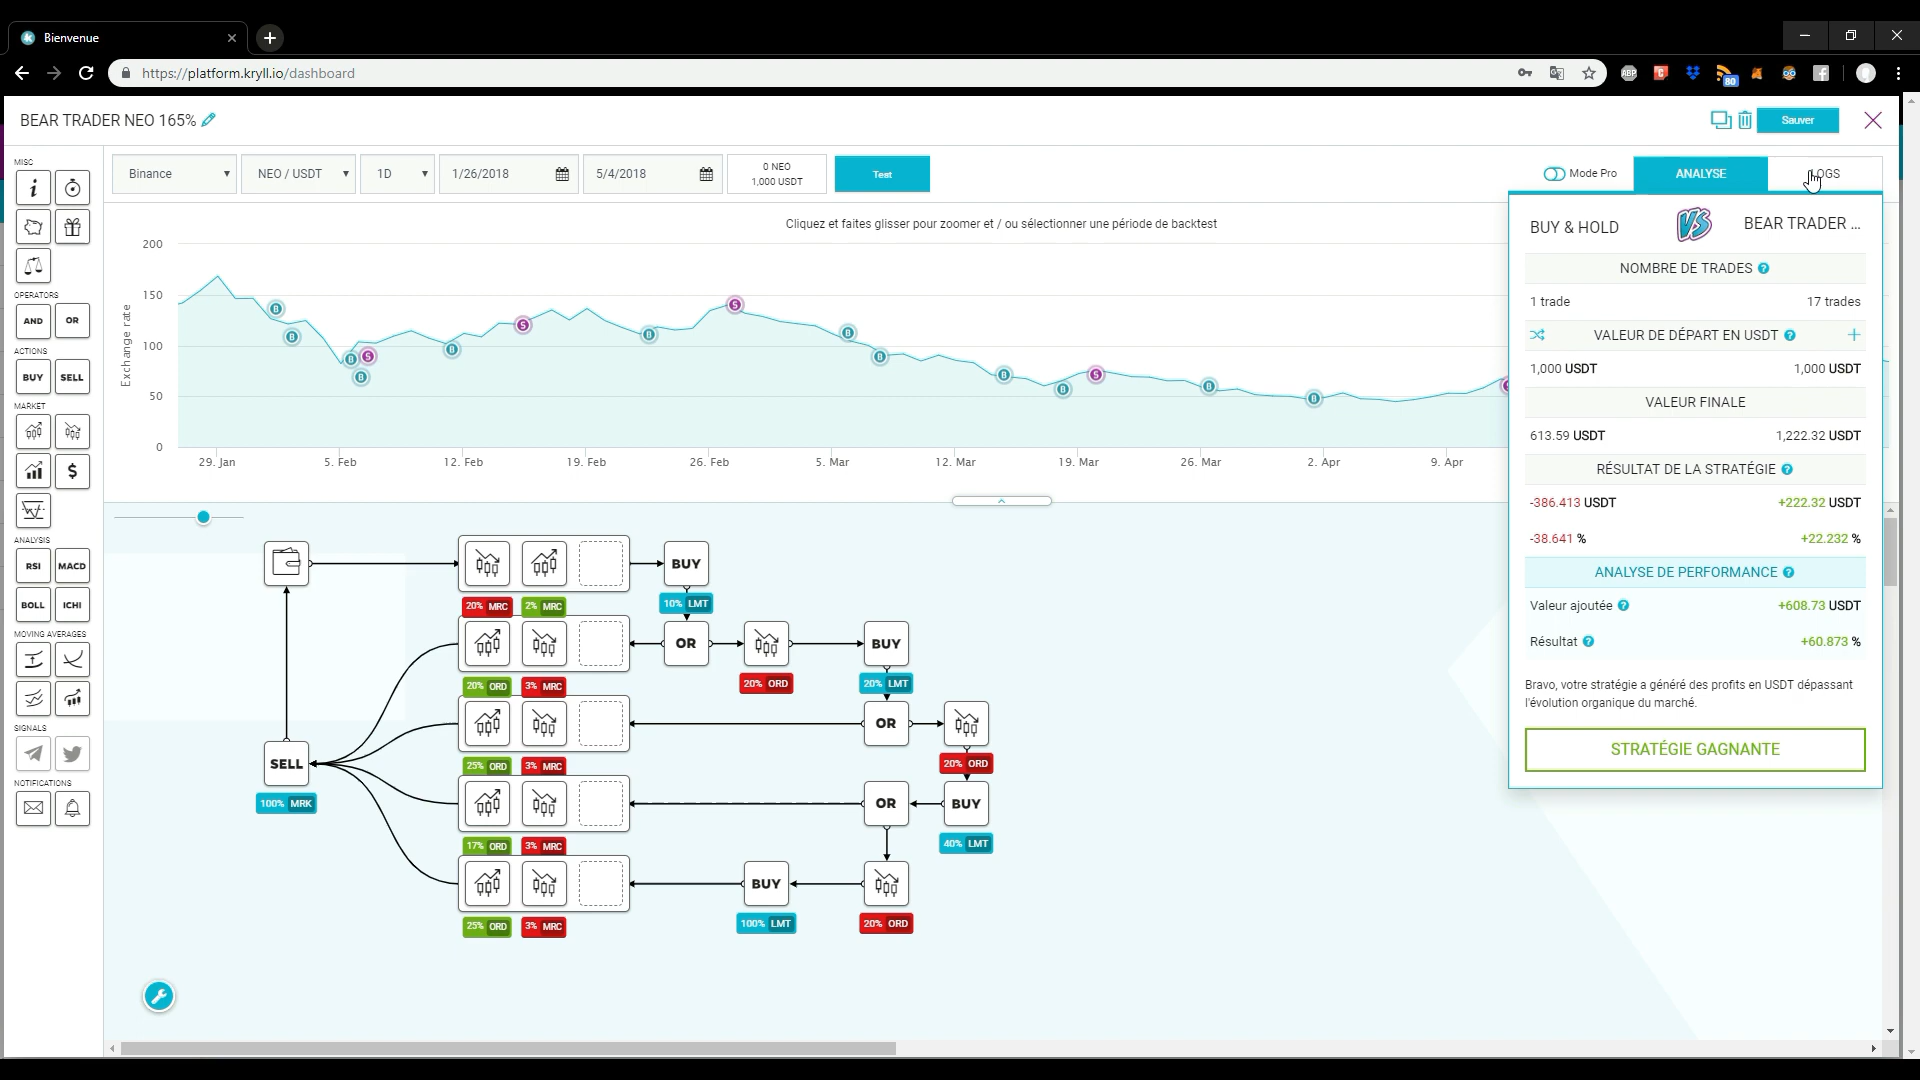 Bienvenue
https://platform.kryll.io/dashboard
ABP
80
BEAR TRADER NEO 165%
Sauver
MISC
Binance
NEO / USDT
1D
1/26/2018
5/4/2018
0 NEO
1,000 USDT
Test
Mode Pro
ANALYSE
OGS
Cliquez et faites glisser pour zoomer et / ou sélectionner une période de backtest
Exchange rate
200
150
100
50
0
B
B
B
S
B
B
S
B
S
B
B
B
B
S
B
B
29. Jan
5. Feb
12. Feb
19. Feb
26. Feb
5. Mar
12. Mar
19. Mar
26. Mar
2. Apr
9. Apr
OPERATORS
AND
OR
ACTIONS
BUY
SELL
MARKET
$
ANALYSIS
RSI
MACD
BOLL
ICHI
MOVING AVERAGES
SIGNALS
NOTIFICATIONS
BUY
20% MRC
2% MRC
10% LMT
OR
BUY
20% ORD
3% MRC
20% ORD
20% LMT
OR
SELL
25% ORD
3% MRC
20% ORD
100% MRK
OR
BUY
17% ORD
3% MRC
40% LMT
BUY
25% ORD
3% MRC
100% LMT
20% ORD
BUY & HOLD
VS
BEAR TRADER ...
NOMBRE DE TRADES ?
1 trade
17 trades
VALEUR DE DÉPART EN USDT ?
1,000 USDT
1,000 USDT
VALEUR FINALE
613.59 USDT
1,222.32 USDT
RÉSULTAT DE LA STRATÉGIE ?
-386.413 USDT
+222.32 USDT
-38.641 %
+22.232 %
ANALYSE DE PERFORMANCE ?
Valeur ajoutée ?
+608.73 USDT
Résultat ?
+60.873 %
Bravo, votre stratégie a généré des profits en USDT dépassant
l'évolution organique du marché.
STRATÉGIE GAGNANTE